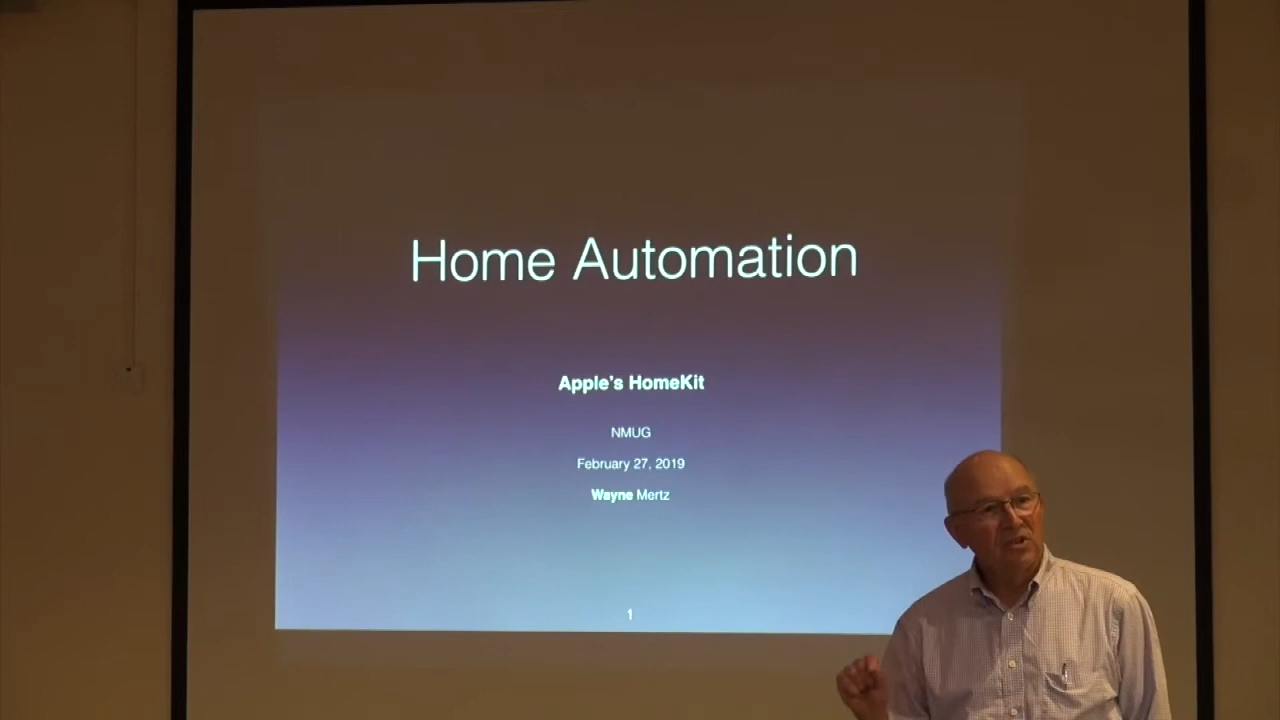 Home Automation
Apple's HomeKit
NMUG
February 27, 2019
Wayne Mertz
1